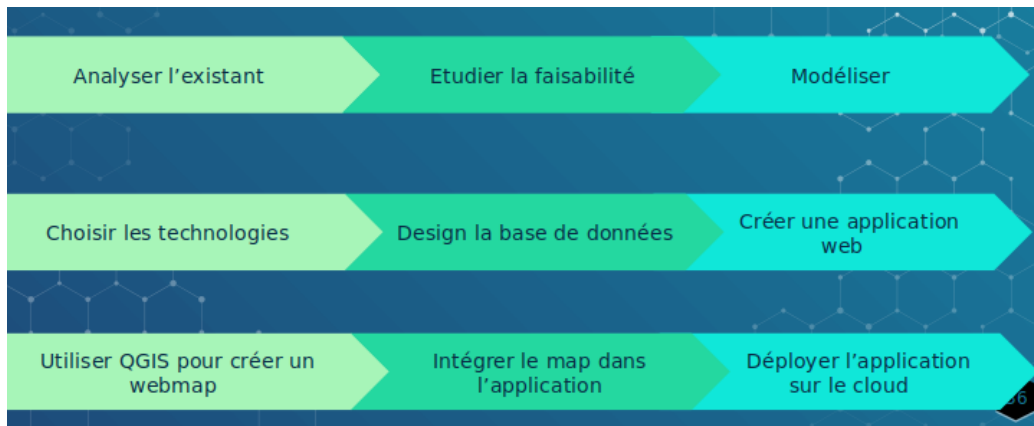 Analyser l'existant
Etudier la faisabilité
Modéliser
Choisir les technologies
Design la base de données
Créer une application
web
Utiliser QGIS pour créer un
webmap
Intégrer le map dans
l'application
Déployer l'application
sur le cloud